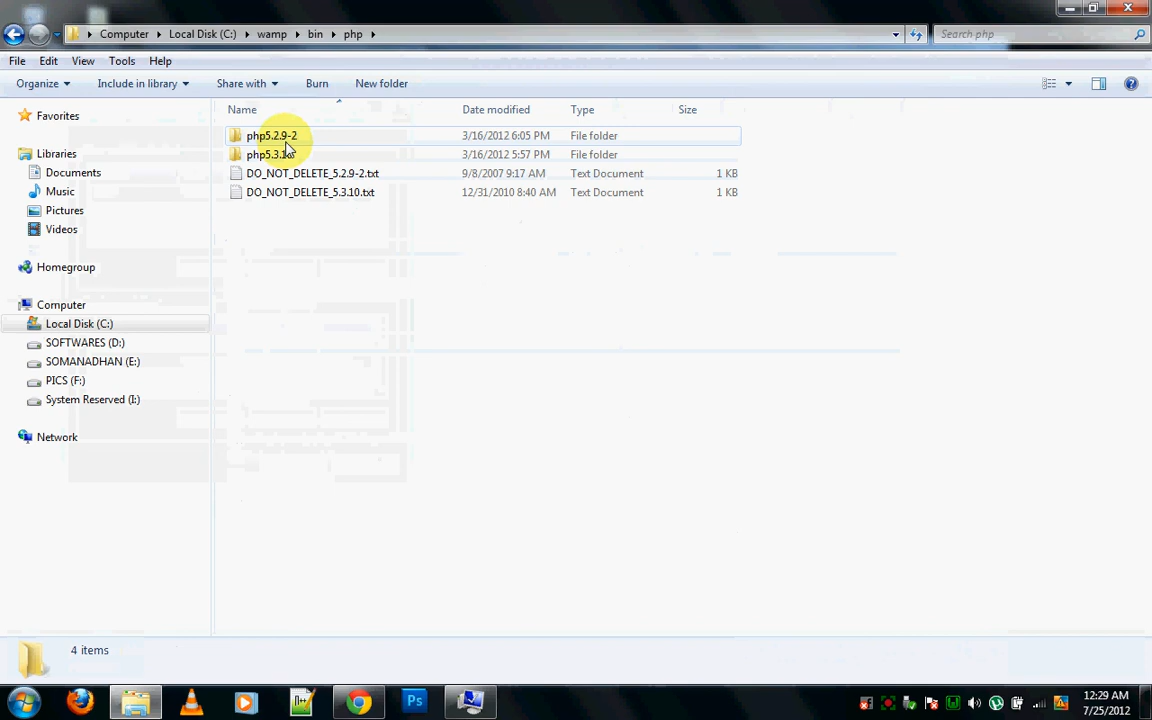 Computer Local Disk (C:) wamp bin php Search php
File Edit View Tools Help
Organize Include in library Share with Burn New folder
Name Date modified Type Size
Favorites
php5.2.9-2 3/16/2012 6:05 PM File folder
Libraries
3/16/2012 5:57 PM File folder
Documents
DO_NOT_DELETE_5.2.9-2.txt 9/8/2007 9:17 AM Text Document 1 KB
Music
DO_NOT_DELETE_5.3.10.txt 12/31/2010 8:40 AM Text Document 1 KB
Pictures
Videos
Homegroup
Computer
Local Disk (C:)
SOFTWARES (D:)
SOMANADHAN (E:)
PICS (F:)
System Reserved (I:)
Network
4 items
Ps
12:29 AM
7/25/2012